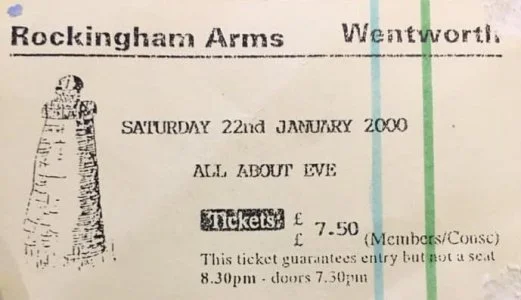 Rockingham Arms Wentworth
SATURDAY 22nd JANUARY 2000
ALL ABOUT EVE
Tickets: £
£ 7.50 (Members/Consc)
This ticket guarantees entry but not a seat
8.30pm - doors 7.30pm